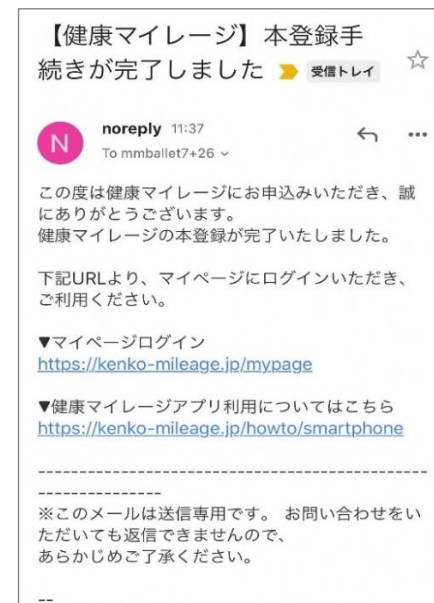 【健康マイレージ】本登録手
続きが完了しました 受信トレイ
N
noreply 11:37
To mmballet7+26
この度は健康マイレージにお申込みいただき、誠
にありがとうございます。
健康マイレージの本登録が完了いたしました。
下記URLより、マイページにログインいただき、
ご利用ください。
▼マイページログイン
https://kenko-mileage.jp/mypage
▼健康マイレージアプリ利用についてはこちら
https://kenko-mileage.jp/howto/smartphone
--------------------------------------------------
---------------
※このメールは送信専用です。 お問い合わせをい
ただいても返信できませんので、
あらかじめご了承ください。
--